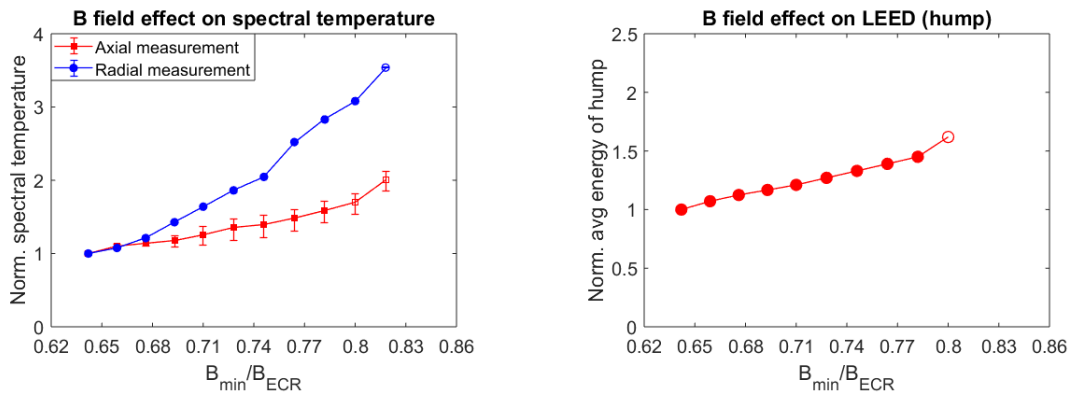 B field effect on spectral temperature
Axial measurement
Radial measurement
Norm. spectral temperature
4
3
2
1
0
0.62 0.65 0.68 0.71 0.74 0.77 0.8 0.83 0.86
B_min/B_ECR
B field effect on LEED (hump)
Norm. avg energy of hump
2.5
2
1.5
1
0.5
0
0.62 0.65 0.68 0.71 0.74 0.77 0.8 0.83 0.86
B_min/B_ECR